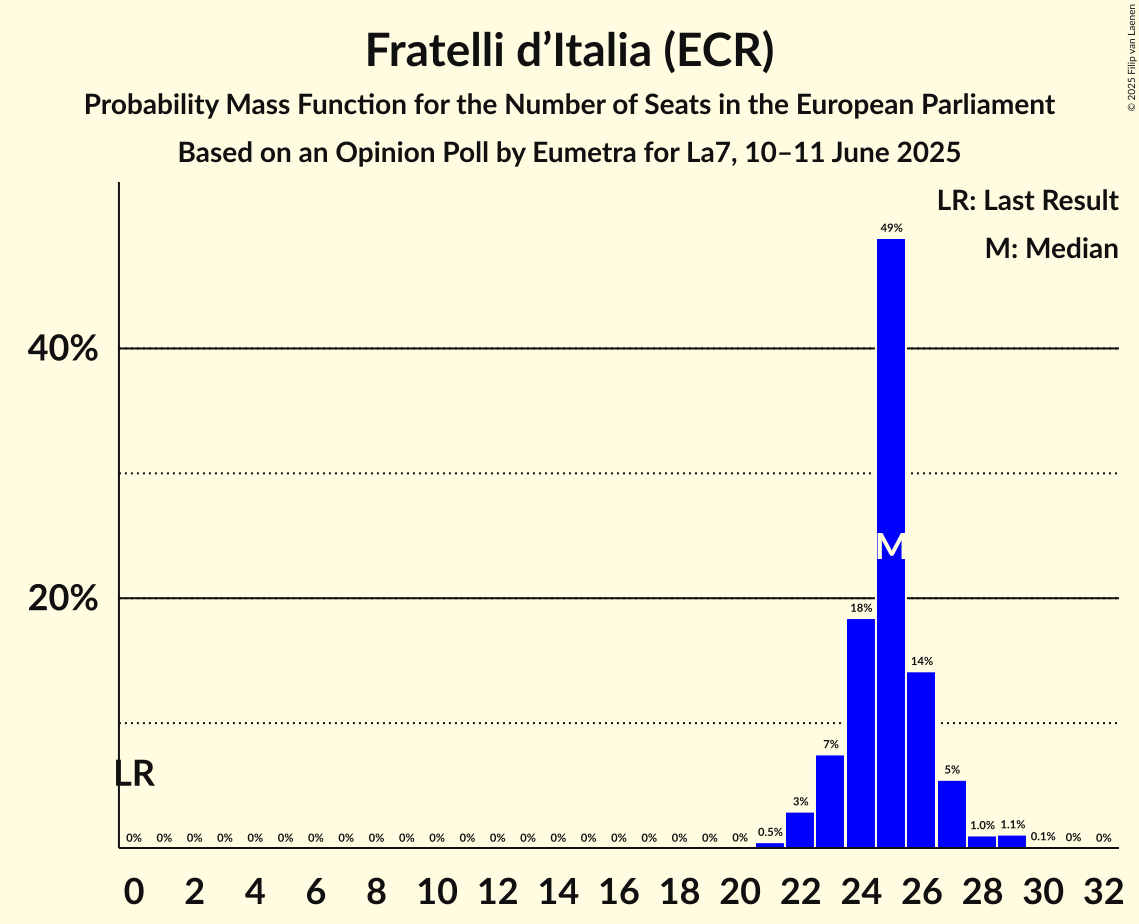 Fratelli d’Italia (ECR)
Probability Mass Function for the Number of Seats in the European Parliament
Based on an Opinion Poll by Eumetra for La7, 10–11 June 2025
© 2025 Filip van Laenen
LR: Last Result
M: Median
49%
40%
M
20%
18%
14%
7%
LR
5%
3%
0% 0% 0% 0% 0% 0% 0% 0% 0% 0% 0% 0% 0% 0% 0% 0% 0% 0% 0% 0% 0% 0.5% 1.0% 1.1% 0.1% 0% 0%
0 2 4 6 8 10 12 14 16 18 20 22 24 26 28 30 32